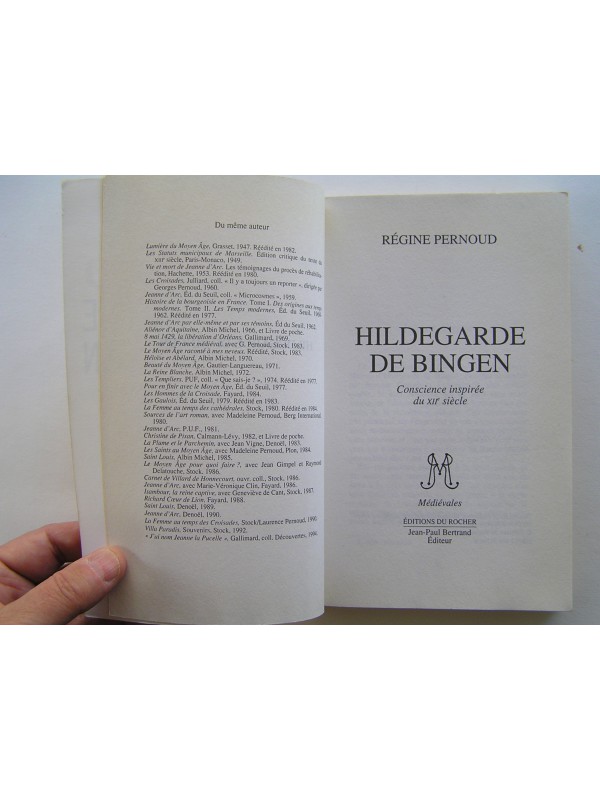 Du même auteur
Lumière du Moyen Âge, Grasset, 1947. Réédité en 1982.
Les Statuts municipaux de Marseille. Édition critique du texte du
XIIIe siècle, Paris-Monaco, 1949.
Vie et mort de Jeanne d'Arc. Les témoignages du procès de réhabilita-
tion, Hachette, 1953. Réédité en 1980.
Les Croisades, Julliard, coll. « Il y a toujours un reporter », dirigée par
Georges Pernoud, 1960.
Jeanne d'Arc, Éd. du Seuil, coll. « Microcosmes », 1959.
Histoire de la bourgeoisie en France. Tome I. Des origines aux temps
modernes. Tome II. Les Temps modernes, Éd. du Seuil, 1960-
1962. Réédité en 1977.
Jeanne d'Arc par elle-même et par ses témoins, Éd. du Seuil, 1962.
Aliénor d'Aquitaine, Albin Michel, 1966, et Livre de poche.
8 mai 1429, la libération d'Orléans, Gallimard, 1969.
Le Tour de France médiéval, avec G. Pernoud, Stock, 1983.
Le Moyen Âge raconté à mes neveux, Stock, 1969. Réédité en 1983.
Héloïse et Abélard, Albin Michel, 1970.
Beauté du Moyen Âge, Gautier-Languereau, 1971.
La Reine Blanche, Albin Michel, 1972.
Les Templiers, PUF, coll. « Que sais-je ? », 1974. Réédité en 1977.
Pour en finir avec le Moyen Âge, Éd. du Seuil, 1977.
Les Hommes de la Croisade, Fayard, 1984.
Les Gaulois, Éd. du Seuil, 1979. Réédité en 1983.
La Femme au temps des cathédrales, Stock, 1980. Réédité en 1984.
Sources de l'art roman, avec Madeleine Pernoud, Berg International
1980.
Jeanne d'Arc, P.U.F., 1981.
Christine de Pisan, Calmann-Lévy, 1982, et Livre de poche.
La Plume et le Parchemin, avec Jean Vigne, Denoël, 1983.
Les Saints au Moyen Âge, avec Madeleine Pernoud, Plon, 1984.
Saint Louis, Albin Michel, 1985.
Le Moyen Âge pour quoi faire ?, avec Jean Gimpel et Raymond
Delatouche, Stock, 1986.
Carnet de Villard de Honnecourt, ouvr. coll., Stock, 1986.
Jeanne d'Arc, avec Marie-Véronique Clin, Fayard, 1986.
Isambour, la reine captive, avec Geneviève de Cant, Stock, 1987.
Richard Cœur de Lion, Fayard, 1988.
Saint Louis, Denoël, 1989.
Jeanne d'Arc, Denoël, 1990.
La Femme au temps des Croisades, Stock/Laurence Pernoud, 1990.
Villa Paradis. Souvenirs, Stock, 1992.
« J'ai nom Jeanne la Pucelle », Gallimard, coll. Découvertes, 1994.
RÉGINE PERNOUD
HILDEGARDE
DE BINGEN
Conscience inspirée
du XIIe siècle
Médiévales
ÉDITIONS DU ROCHER
Jean-Paul Bertrand
Éditeur